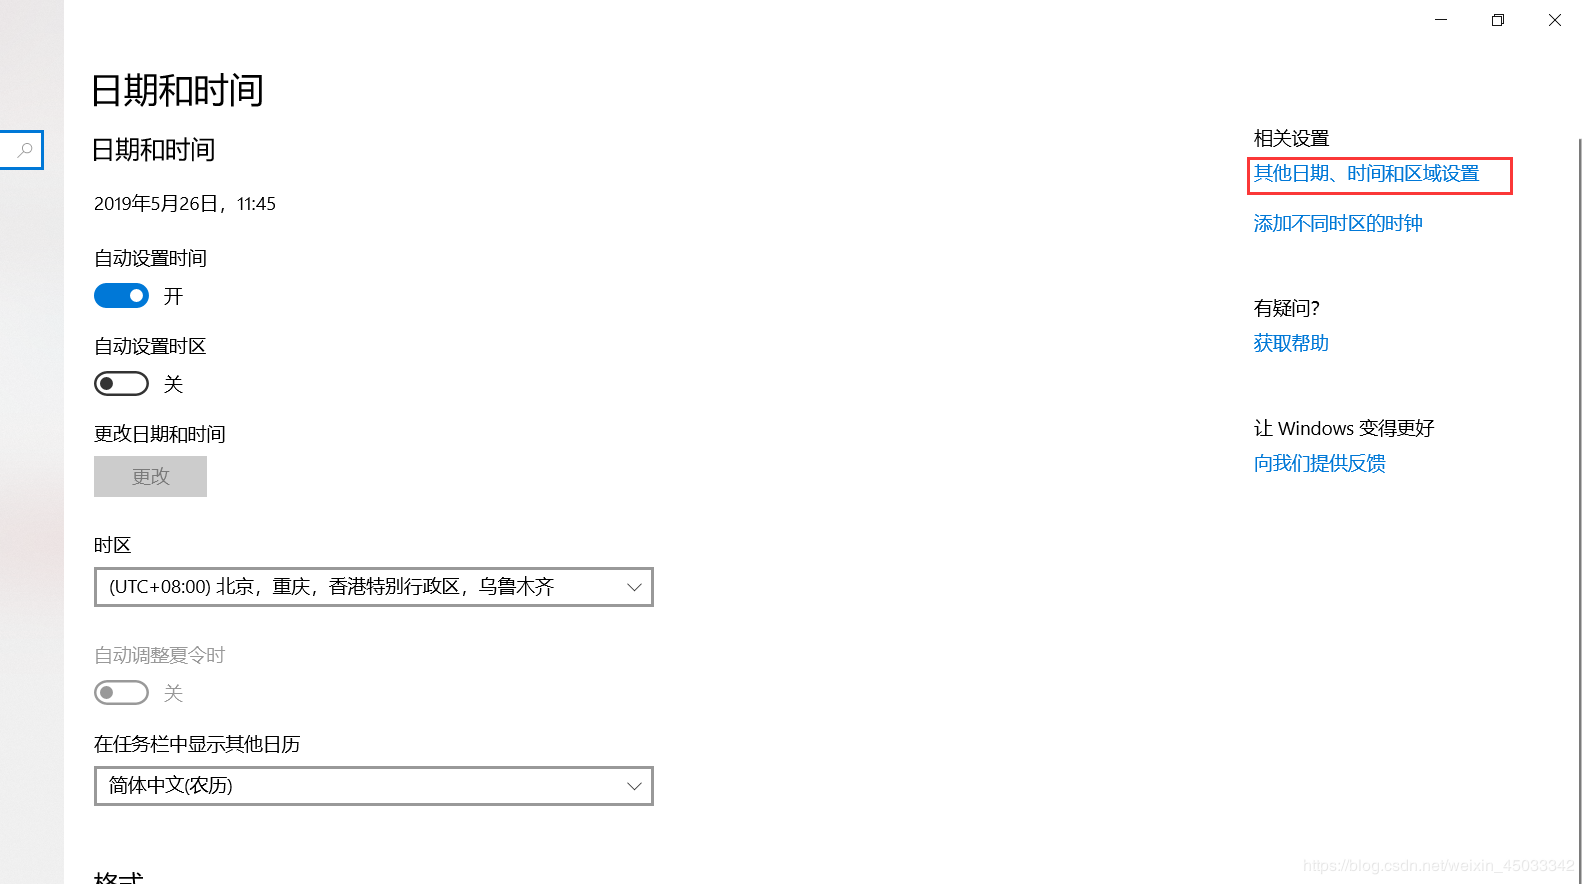 日期和时间
日期和时间
2019年5月26日，11:45
自动设置时间
开
自动设置时区
关
更改日期和时间
更改
时区
(UTC+08:00) 北京，重庆，香港特别行政区，乌鲁木齐
自动调整夏令时
关
在任务栏中显示其他日历
简体中文(农历)
格式
相关设置
其他日期、时间和区域设置
添加不同时区的时钟
有疑问?
获取帮助
让 Windows 变得更好
向我们提供反馈
https://blog.csdn.net/weixin_45033342